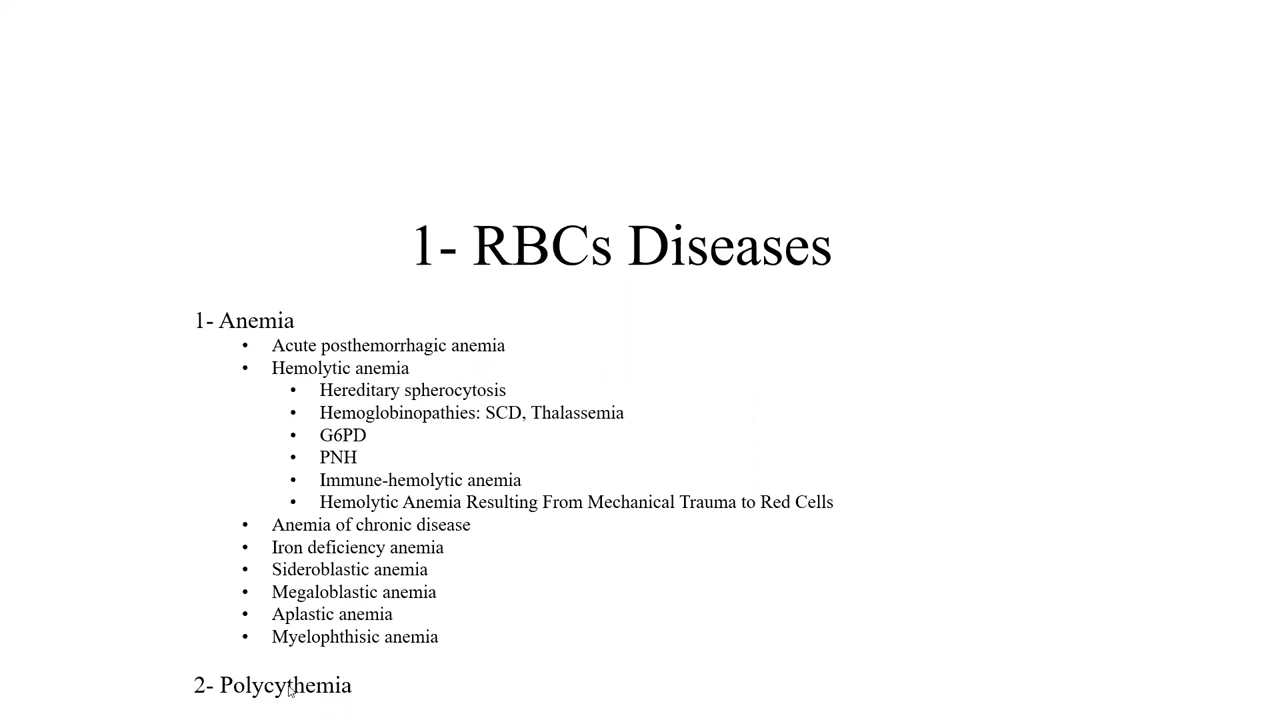 1- RBCs Diseases
1- Anemia
• Acute posthemorrhagic anemia
• Hemolytic anemia
• Hereditary spherocytosis
• Hemoglobinopathies: SCD, Thalassemia
• G6PD
• PNH
• Immune-hemolytic anemia
• Hemolytic Anemia Resulting From Mechanical Trauma to Red Cells
• Anemia of chronic disease
• Iron deficiency anemia
• Sideroblastic anemia
• Megaloblastic anemia
• Aplastic anemia
• Myelophthisic anemia
2- Polycythemia